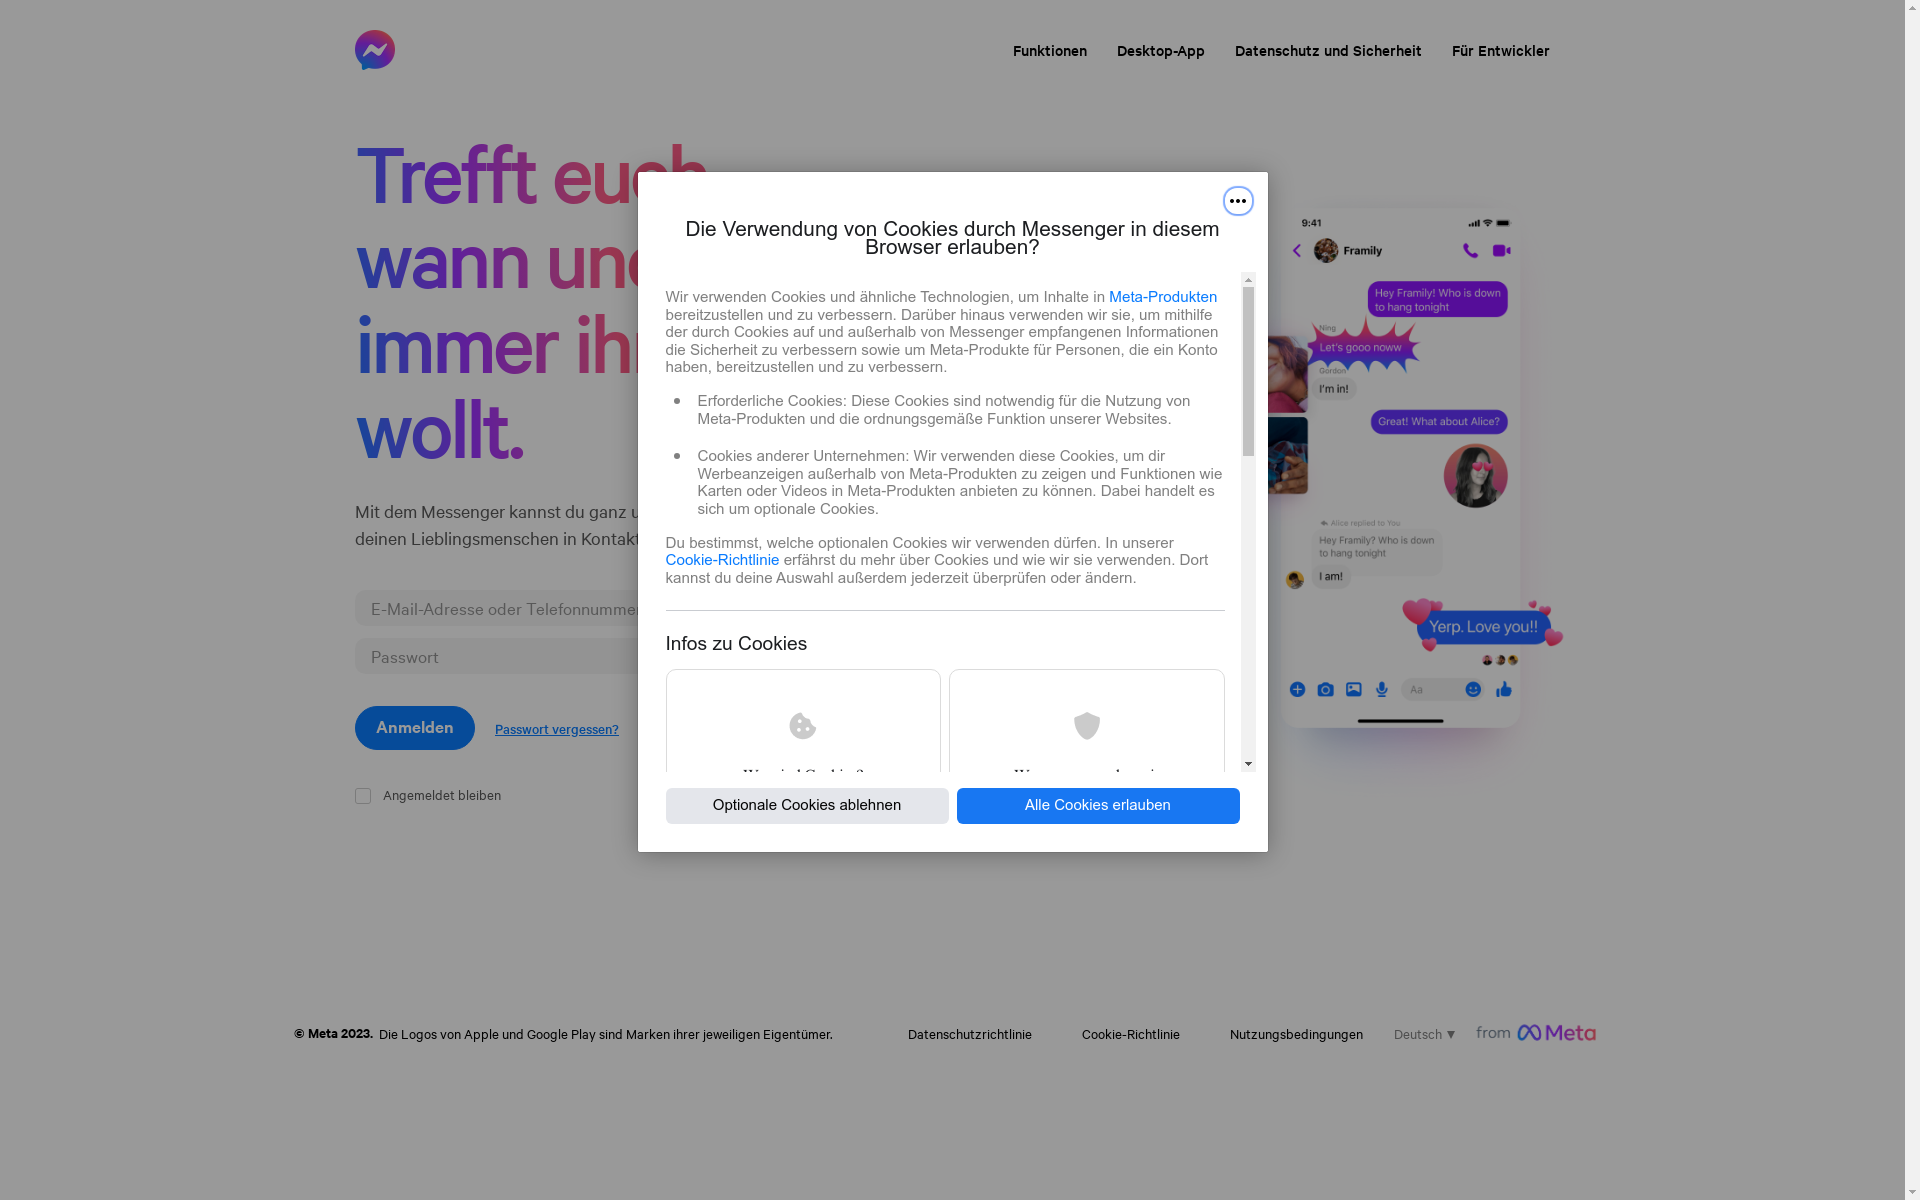 Funktionen
Desktop-App
Datenschutz und Sicherheit
Für Entwickler
Trefft euch,
wann und
immer ihr
wollt.
Mit dem Messenger kannst du ganz
deinen Lieblingsmenschen in Kontakt
E-Mail-Adresse oder Telefonnummer
Passwort
Anmelden
Passwort vergessen?
Angemeldet bleiben
Die Verwendung von Cookies durch Messenger in diesem
Browser erlauben?
Wir verwenden Cookies und ähnliche Technologien, um Inhalte in Meta-Produkten
bereitzustellen und zu verbessern. Darüber hinaus verwenden wir sie, um mithilfe
der durch Cookies auf und außerhalb von Messenger empfangenen Informationen
die Sicherheit zu verbessern sowie um Meta-Produkte für Personen, die ein Konto
haben, bereitzustellen und zu verbessern.
Erforderliche Cookies: Diese Cookies sind notwendig für die Nutzung von
Meta-Produkten und die ordnungsgemäße Funktion unserer Websites.
Cookies anderer Unternehmen: Wir verwenden diese Cookies, um dir
Werbeanzeigen außerhalb von Meta-Produkten zu zeigen und Funktionen wie
Karten oder Videos in Meta-Produkten anbieten zu können. Dabei handelt es
sich um optionale Cookies.
Du bestimmst, welche optionalen Cookies wir verwenden dürfen. In unserer
Cookie-Richtlinie erfährst du mehr über Cookies und wie wir sie verwenden. Dort
kannst du deine Auswahl außerdem jederzeit überprüfen oder ändern.
Infos zu Cookies
Optionale Cookies ablehnen
Alle Cookies erlauben
9:41
Framily
Hey Framily! Who is down
to hang tonight
Ning
Let's gooo noww
Gordon
I'm in!
Great! What about Alice?
Alice replied to You
Hey Framily? Who is down
to hang tonight
I am!
Yerp. Love you!!
Aa
© Meta 2023. Die Logos von Apple und Google Play sind Marken ihrer jeweiligen Eigentümer.
Datenschutzrichtlinie
Cookie-Richtlinie
Nutzungsbedingungen
Deutsch ▼
from Meta